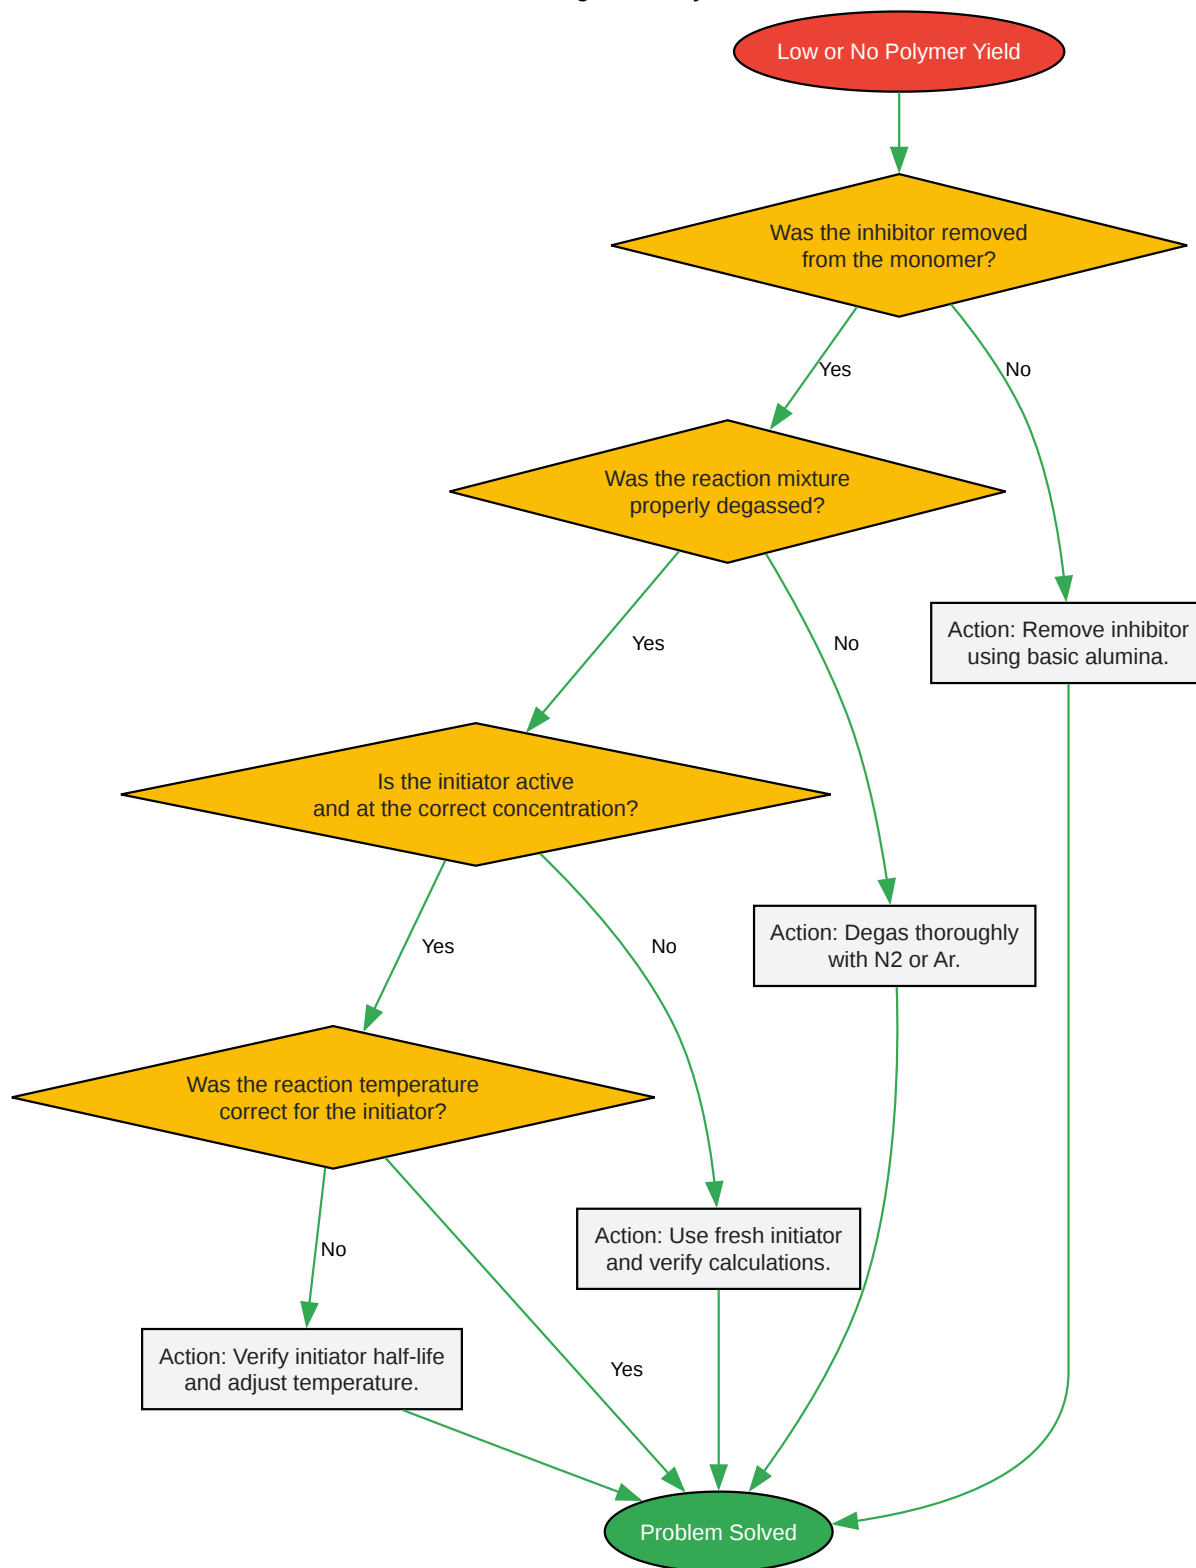 Low or No Polymer Yield
Was the inhibitor removed
from the monomer?
Yes
No
Was the reaction mixture
properly degassed?
Yes
No
Action: Remove inhibitor
using basic alumina.
Is the initiator active
and at the correct concentration?
Yes
No
Action: Degas thoroughly
with N2 or Ar.
Was the reaction temperature
correct for the initiator?
No
Yes
Action: Use fresh initiator
and verify calculations.
Action: Verify initiator half-life
and adjust temperature.
Problem Solved